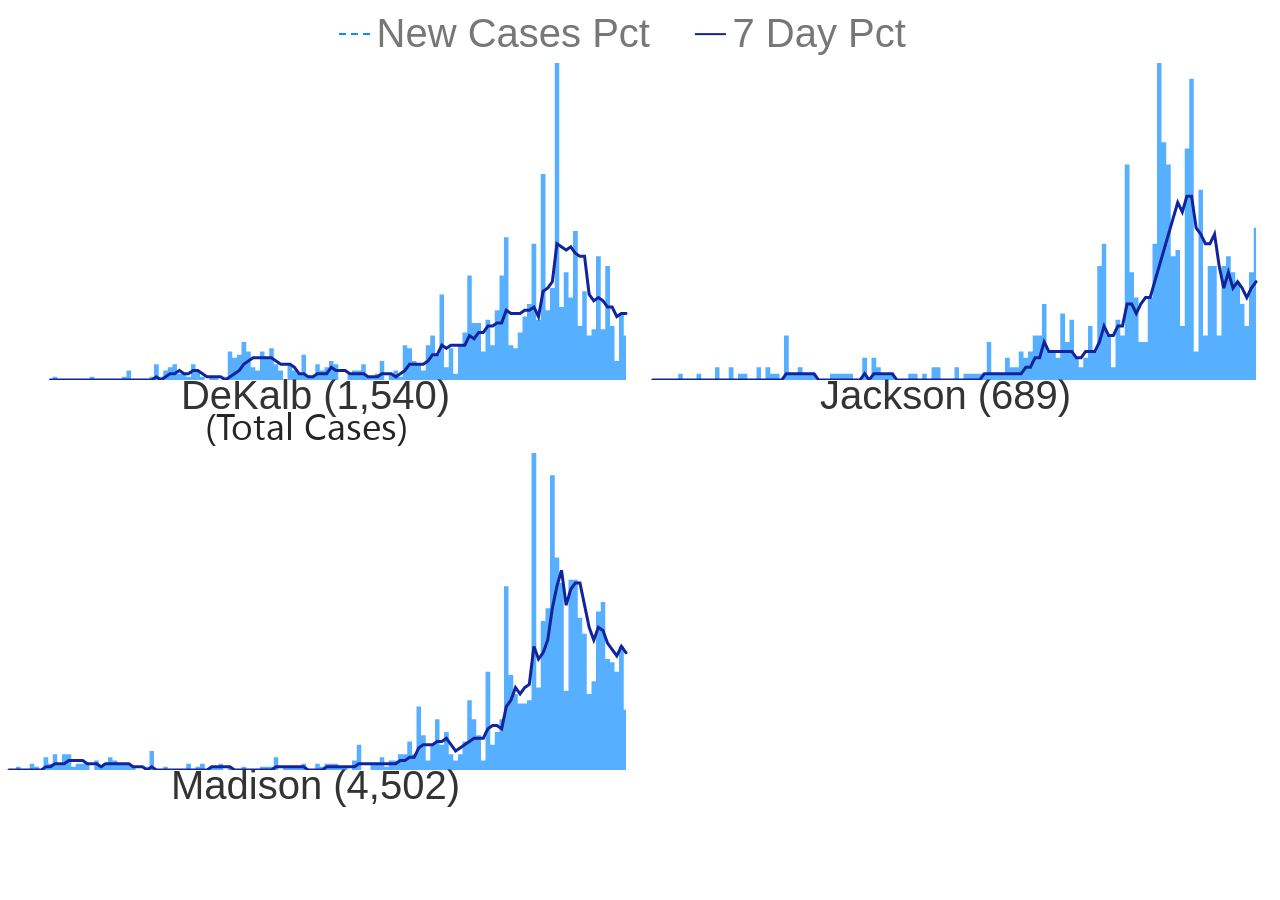 New Cases Pct 7 Day Pct
DeKalb (1,540)
(Total Cases)
Jackson (689)
Madison (4,502)